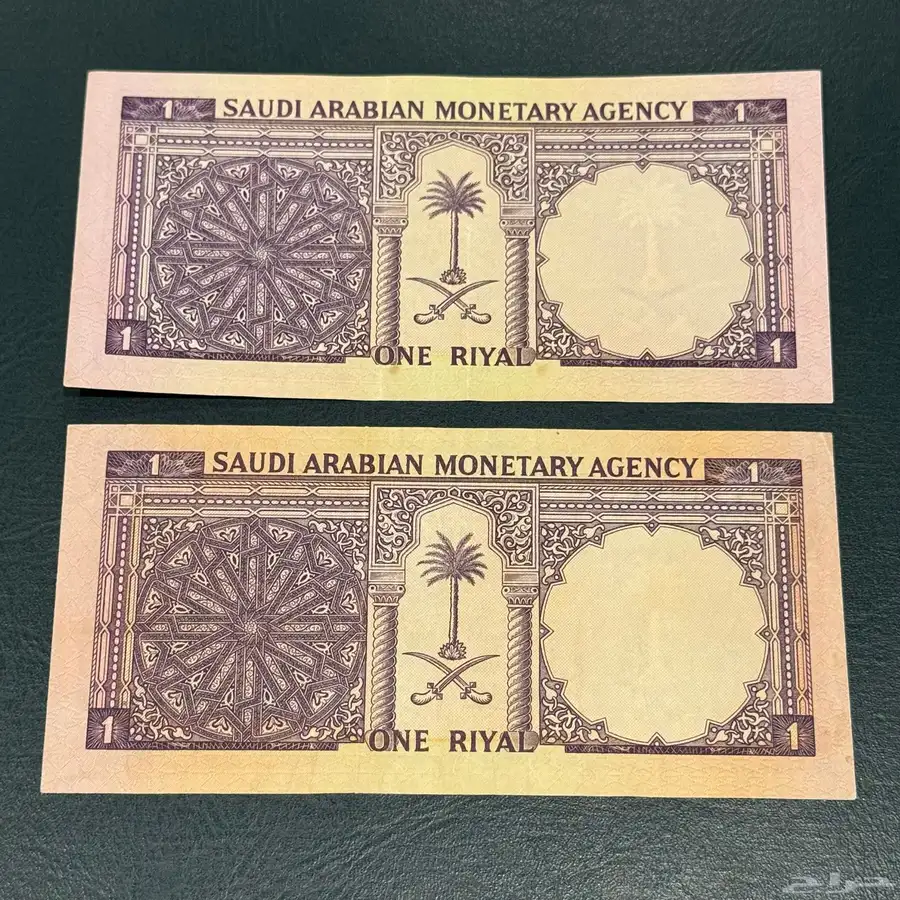 1 SAUDI ARABIAN MONETARY AGENCY 1
1 ONE RIYAL 1
1 SAUDI ARABIAN MONETARY AGENCY 1
1 ONE RIYAL 1
حراج